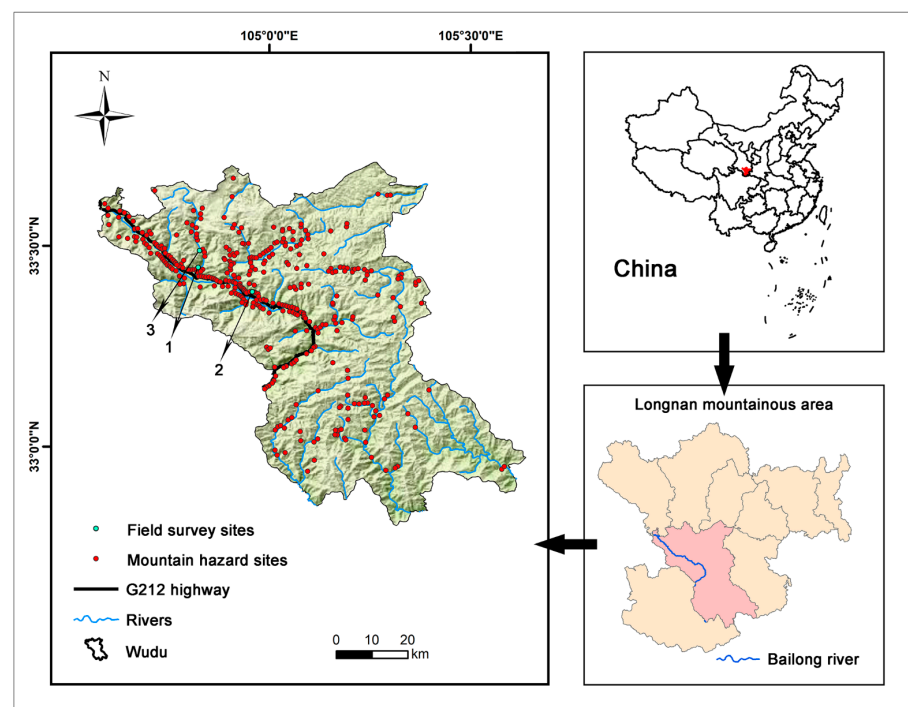 105°0'0"E
105°30'0"E
N
33°30'0"N
33°0'0"N
3
1
2
Field survey sites
Mountain hazard sites
G212 highway
Rivers
Wudu
0 10 20
km
China
Longnan mountainous area
Bailong river